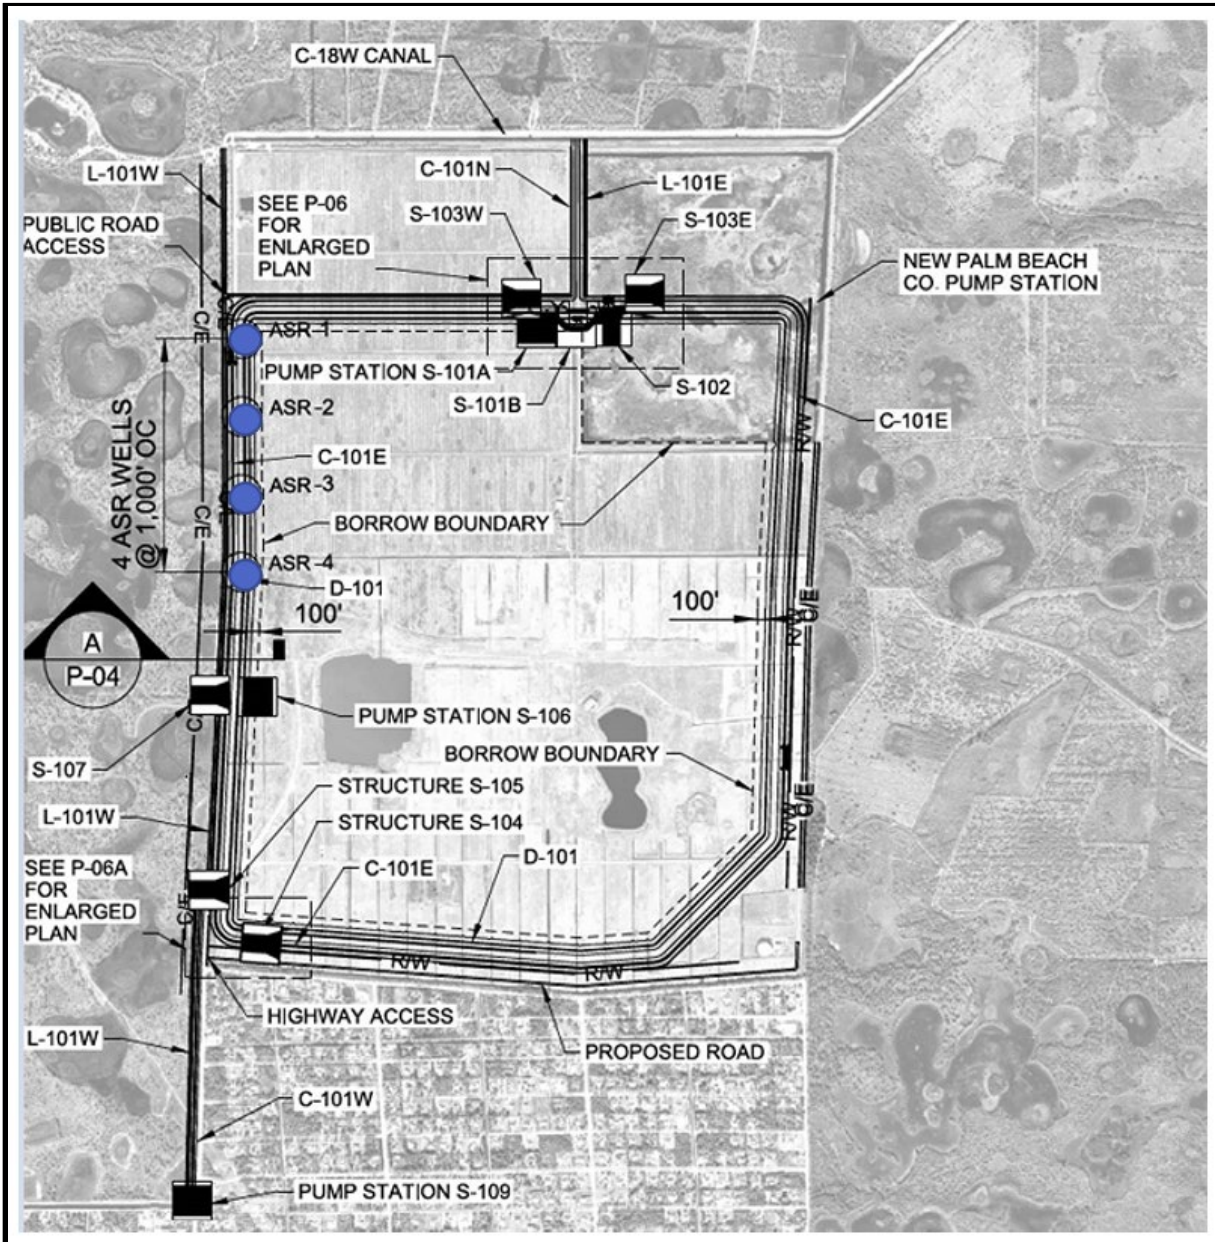 C-18W CANAL
L-101W
C-101N
L-101E
SEE P-06
FOR
ENLARGED
PLAN
S-103W
S-103E
PUBLIC ROAD
ACCESS
NEW PALM BEACH
CO. PUMP STATION
C/E
ASR-1
PUMP STATION S-101A
S-102
S-101B
ASR-2
C-101E
R/W
4 ASR WELLS
@ 1,000' OC
C-101E
ASR-3
C/E
BORROW BOUNDARY
ASR-4
D-101
100'
100'
C/E
R/W
A
P-04
PUMP STATION S-106
BORROW BOUNDARY
S-107
STRUCTURE S-105
L-101W
STRUCTURE S-104
C/E
R/W
SEE P-06A
FOR
ENLARGED
PLAN
C-101E
D-101
C/E
R/W
R/W
HIGHWAY ACCESS
L-101W
PROPOSED ROAD
C-101W
PUMP STATION S-109